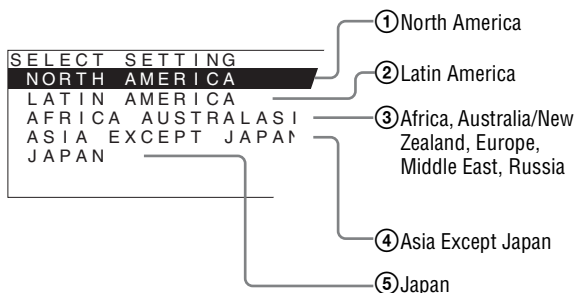 SELECT SETTING
NORTH AMERICA
LATIN AMERICA
AFRICA AUSTRALASI
ASIA EXCEPT JAPAN
JAPAN
①North America
②Latin America
③Africa, Australia/New
Zealand, Europe,
Middle East, Russia
④Asia Except Japan
⑤Japan